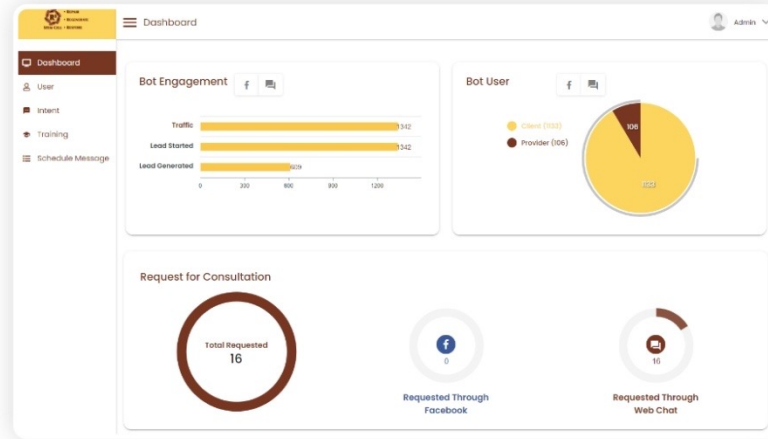 Dashboard
Admin
Dashboard
User
Intent
Training
Schedule Message
Bot Engagement
Traffic
1342
Lead Started
1342
Lead Generated
609
0
300
600
900
1200
Bot User
Provider (106)
106
Request for Consultation
Total Requested
16
0
Requested Through
Facebook
16
Requested Through
Web Chat